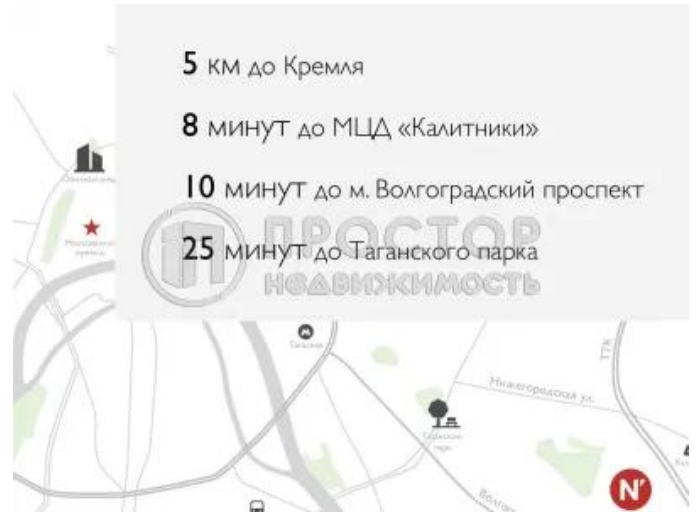 5 км до Кремля
8 минут до МЦД «Калитники»
10 минут до м. Волгоградский проспект
25 минут до Таганского парка
ПРОСТОР
НЕДВИЖИМОСТЬ
ТТК
Нижегородская ул.
N'